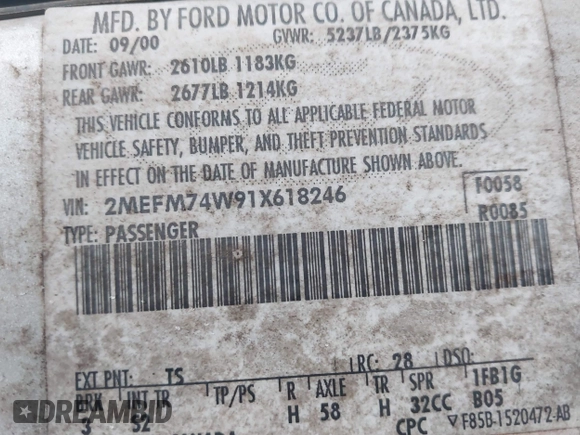 MFD. BY FORD MOTOR CO. OF CANADA, LTD.
DATE: 09/00 GVWR: 5237LB/2375KG
FRONT GAWR: 2610LB 1183KG
REAR GAWR: 2677LB 1214KG
THIS VEHICLE CONFORMS TO ALL APPLICABLE FEDERAL MOTOR
VEHICLE SAFETY, BUMPER, AND THEFT PREVENTION STANDARDS
IN EFFECT ON THE DATE OF MANUFACTURE SHOWN ABOVE.
VIN: 2MEFM74W91X618246 F0058
TYPE: PASSENGER R0085
EXT PNT: TS RC: 28 DSO:
BRK INT TR TP/PS R AXLE TR SPR 1FB1G
3 52 H 58 H 32CC B05
CPC ▽F85B-1520472-AB
DREAMBID